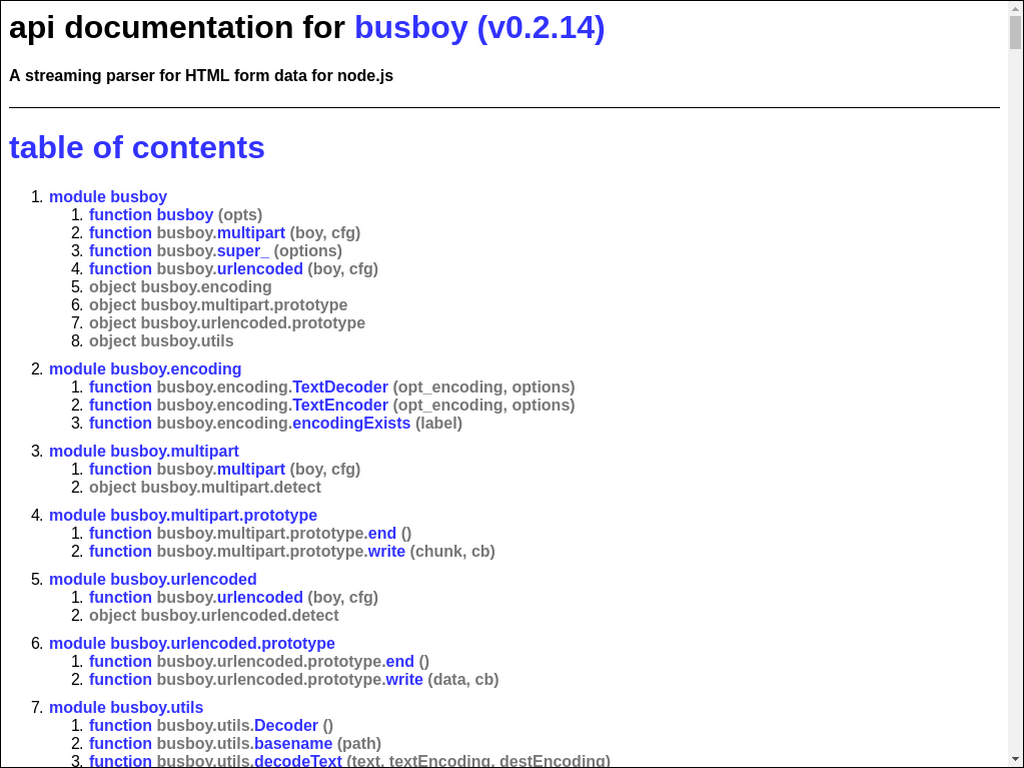 api documentation for busboy (v0.2.14)
A streaming parser for HTML form data for node.js
table of contents
1. module busboy
1. function busboy (opts)
2. function busboy.multipart (boy, cfg)
3. function busboy.super_ (options)
4. function busboy.urlencoded (boy, cfg)
5. object busboy.encoding
6. object busboy.multipart.prototype
7. object busboy.urlencoded.prototype
8. object busboy.utils
2. module busboy.encoding
1. function busboy.encoding.TextDecoder (opt_encoding, options)
2. function busboy.encoding.TextEncoder (opt_encoding, options)
3. function busboy.encoding.encodingExists (label)
3. module busboy.multipart
1. function busboy.multipart (boy, cfg)
2. object busboy.multipart.detect
4. module busboy.multipart.prototype
1. function busboy.multipart.prototype.end ()
2. function busboy.multipart.prototype.write (chunk, cb)
5. module busboy.urlencoded
1. function busboy.urlencoded (boy, cfg)
2. object busboy.urlencoded.detect
6. module busboy.urlencoded.prototype
1. function busboy.urlencoded.prototype.end ()
2. function busboy.urlencoded.prototype.write (data, cb)
7. module busboy.utils
1. function busboy.utils.Decoder ()
2. function busboy.utils.basename (path)
3. function busboy.utils.decodeText (text, textEncoding, destEncoding)